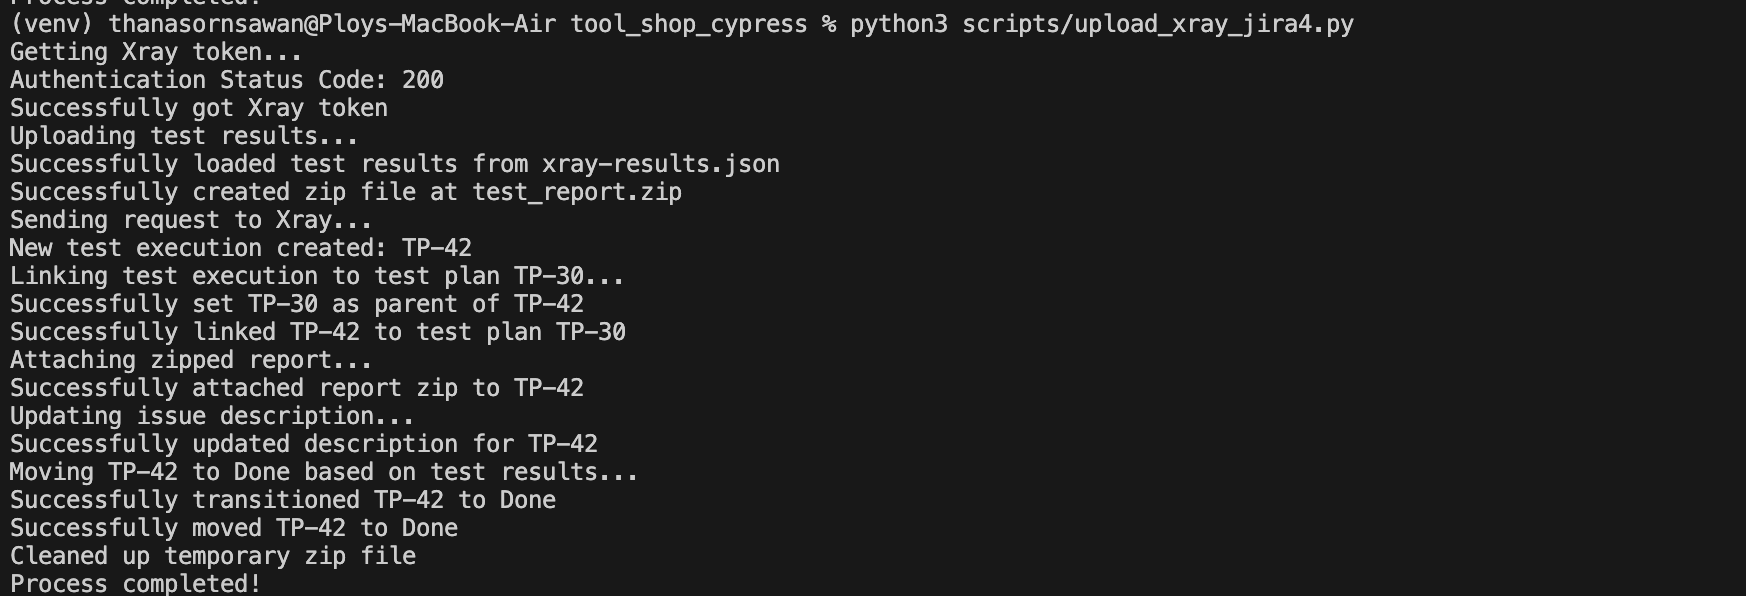 Process completed!
(venv) thanasornsawan@Ploys-MacBook-Air tool_shop_cypress % python3 scripts/upload_xray_jira4.py
Getting Xray token...
Authentication Status Code: 200
Successfully got Xray token
Uploading test results...
Successfully loaded test results from xray-results.json
Successfully created zip file at test_report.zip
Sending request to Xray...
New test execution created: TP-42
Linking test execution to test plan TP-30...
Successfully set TP-30 as parent of TP-42
Successfully linked TP-42 to test plan TP-30
Attaching zipped report...
Successfully attached report zip to TP-42
Updating issue description...
Successfully updated description for TP-42
Moving TP-42 to Done based on test results...
Successfully transitioned TP-42 to Done
Successfully moved TP-42 to Done
Cleaned up temporary zip file
Process completed!